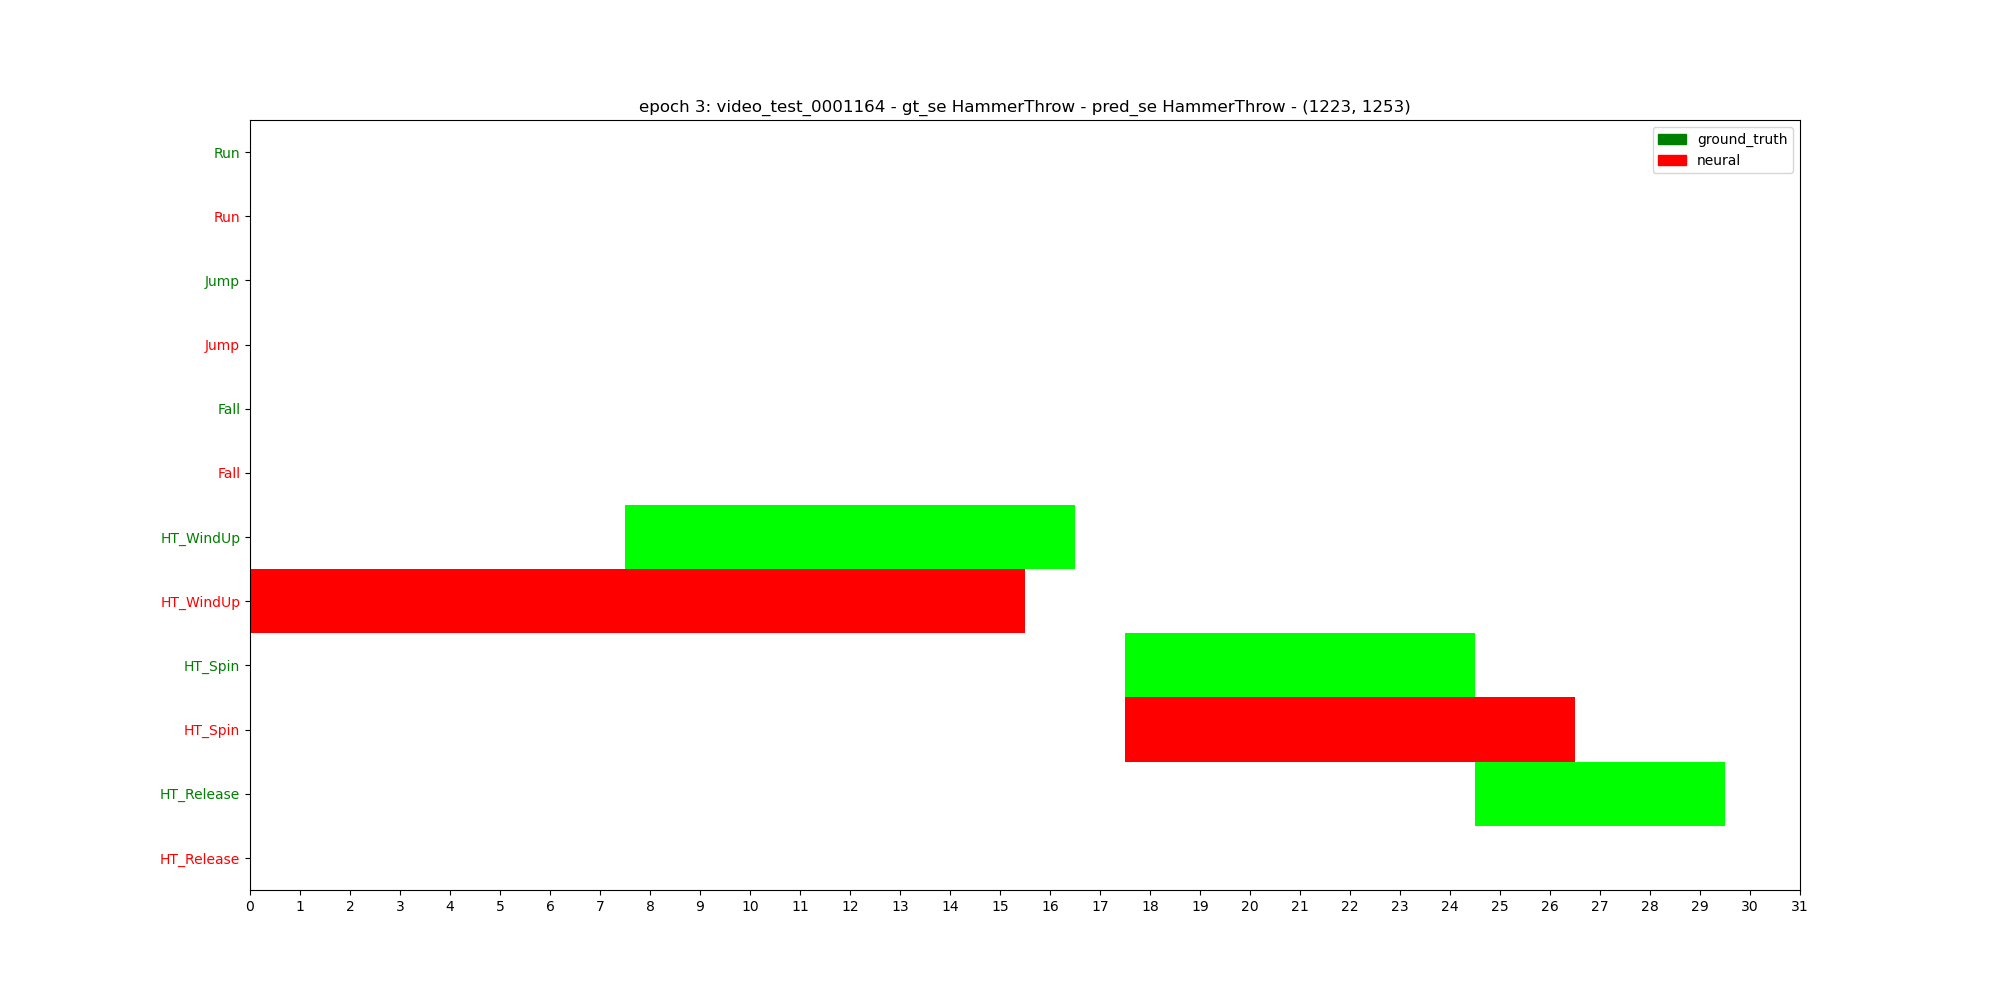 epoch 3: video_test_0001164 - gt_se HammerThrow - pred_se HammerThrow - (1223, 1253)
ground_truth
neural
Run
Run
Jump
Jump
Fall
Fall
HT_WindUp
HT_WindUp
HT_Spin
HT_Spin
HT_Release
HT_Release
0 1 2 3 4 5 6 7 8 9 10 11 12 13 14 15 16 17 18 19 20 21 22 23 24 25 26 27 28 29 30 31